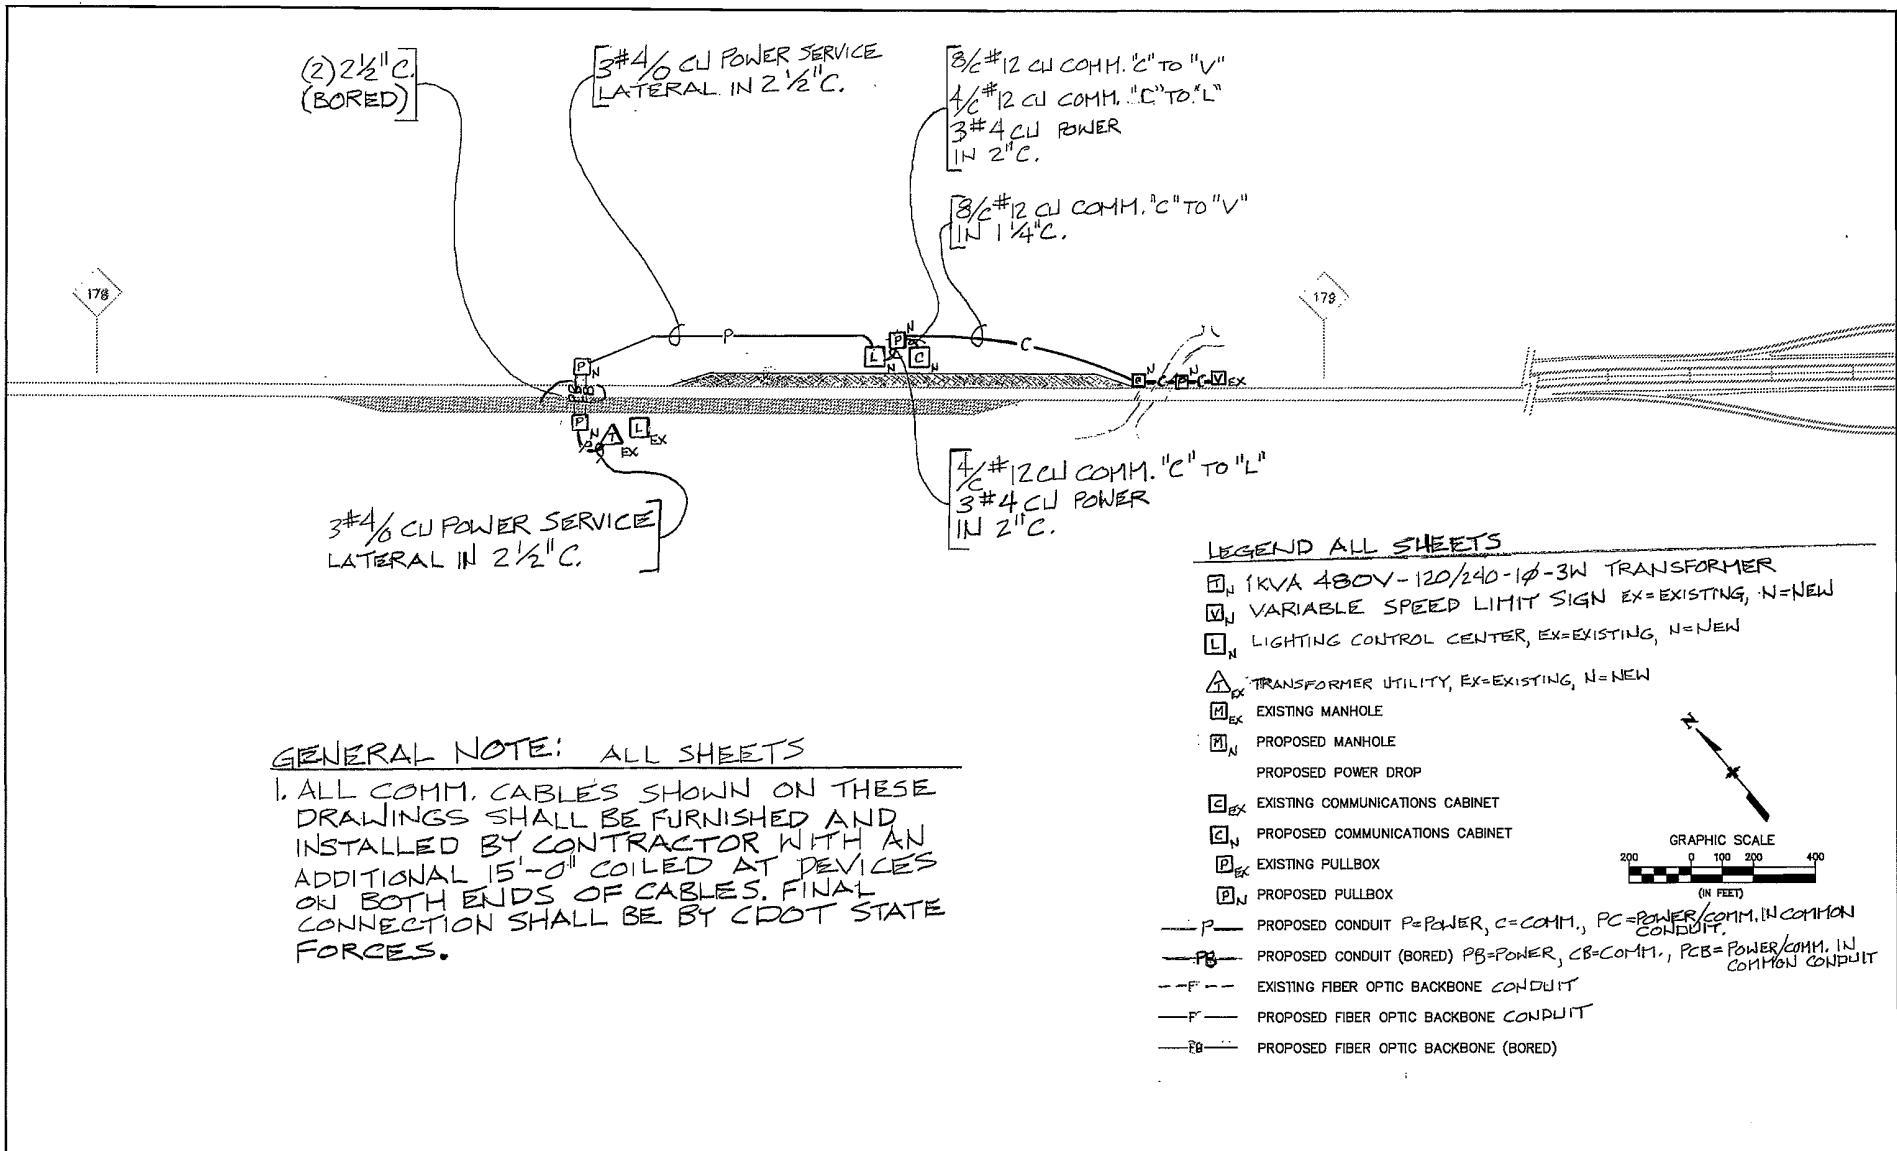 (2) 2½"C.
(BORED)
3#4/0 CU POWER SERVICE
LATERAL IN 2½"C.
8/C #12 CU COMM. "C" TO "V"
4/C #12 CU COMM. "C" TO "L"
3#4 CU POWER
IN 2"C.
8/C #12 CU COMM. "C" TO "V"
IN 1¼"C.
178
179
P
P N
L N
P N
C N
C
P N
C
P N
C
V EX
P N
P
T EX
L EX
3#4/0 CU POWER SERVICE
LATERAL IN 2½"C.
4/C #12 CU COMM. "C" TO "L"
3#4 CU POWER
IN 2"C.
LEGEND ALL SHEETS
T N 1KVA 480V-120/240-1Ø-3W TRANSFORMER
V N VARIABLE SPEED LIMIT SIGN EX=EXISTING, N=NEW
L N LIGHTING CONTROL CENTER, EX=EXISTING, N=NEW
T EX TRANSFORMER UTILITY, EX=EXISTING, N=NEW
M EX EXISTING MANHOLE
M N PROPOSED MANHOLE
PROPOSED POWER DROP
C EX EXISTING COMMUNICATIONS CABINET
C N PROPOSED COMMUNICATIONS CABINET
P EX EXISTING PULLBOX
P N PROPOSED PULLBOX
P PROPOSED CONDUIT P=POWER, C=COMM., PC=POWER/COMM. IN COMMON
CONDUIT.
PB PROPOSED CONDUIT (BORED) PB=POWER, CB=COMM., PCB=POWER/COMM. IN
COMMON CONDUIT
F EXISTING FIBER OPTIC BACKBONE CONDUIT
F PROPOSED FIBER OPTIC BACKBONE CONDUIT
FB PROPOSED FIBER OPTIC BACKBONE (BORED)
N
GRAPHIC SCALE
200 0 100 200 400
(IN FEET)
GENERAL NOTE: ALL SHEETS
1. ALL COMM. CABLES SHOWN ON THESE
DRAWINGS SHALL BE FURNISHED AND
INSTALLED BY CONTRACTOR WITH AN
ADDITIONAL 15'-0" COILED AT DEVICES
ON BOTH ENDS OF CABLES. FINAL
CONNECTION SHALL BE BY CDOT STATE
FORCES.